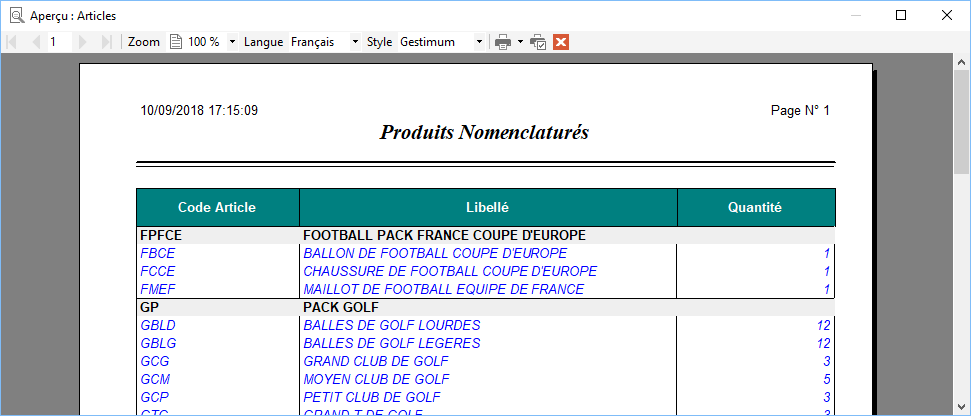 Aperçu : Articles
1 Zoom 100 % Langue Français Style Gestimum
10/09/2018 17:15:09 Page N° 1
Produits Nomenclaturés
Code Article Libellé Quantité
FPFCE FOOTBALL PACK FRANCE COUPE D'EUROPE
FBCE BALLON DE FOOTBALL COUPE D'EUROPE 1
FCCE CHAUSSURE DE FOOTBALL COUPE D'EUROPE 1
FMEF MAILLOT DE FOOTBALL EQUIPE DE FRANCE 1
GP PACK GOLF
GBLD BALLES DE GOLF LOURDES 12
GBLG BALLES DE GOLF LEGERES 12
GCG GRAND CLUB DE GOLF 3
GCM MOYEN CLUB DE GOLF 5
GCP PETIT CLUB DE GOLF 3
GTG GRAND T DE GOLF